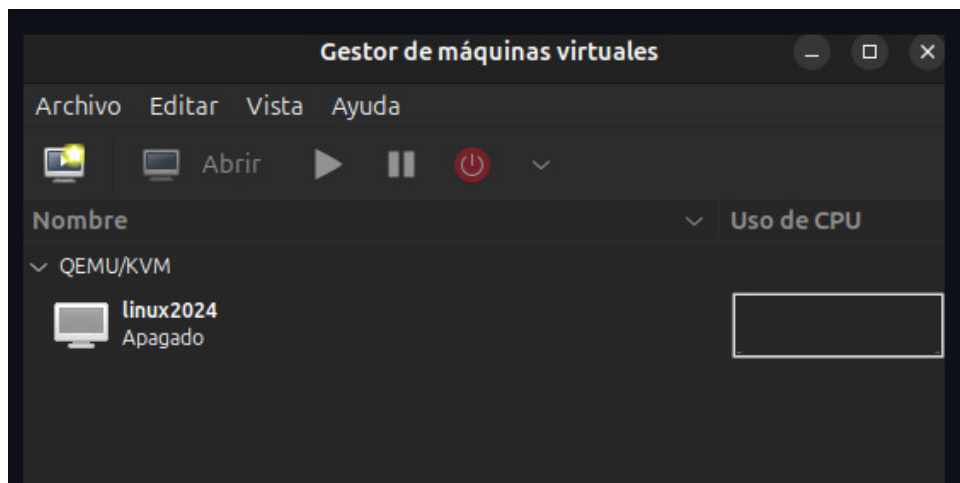 Gestor de máquinas virtuales
Archivo Editar Vista Ayuda
Abrir
Nombre Uso de CPU
QEMU/KVM
linux2024
Apagado